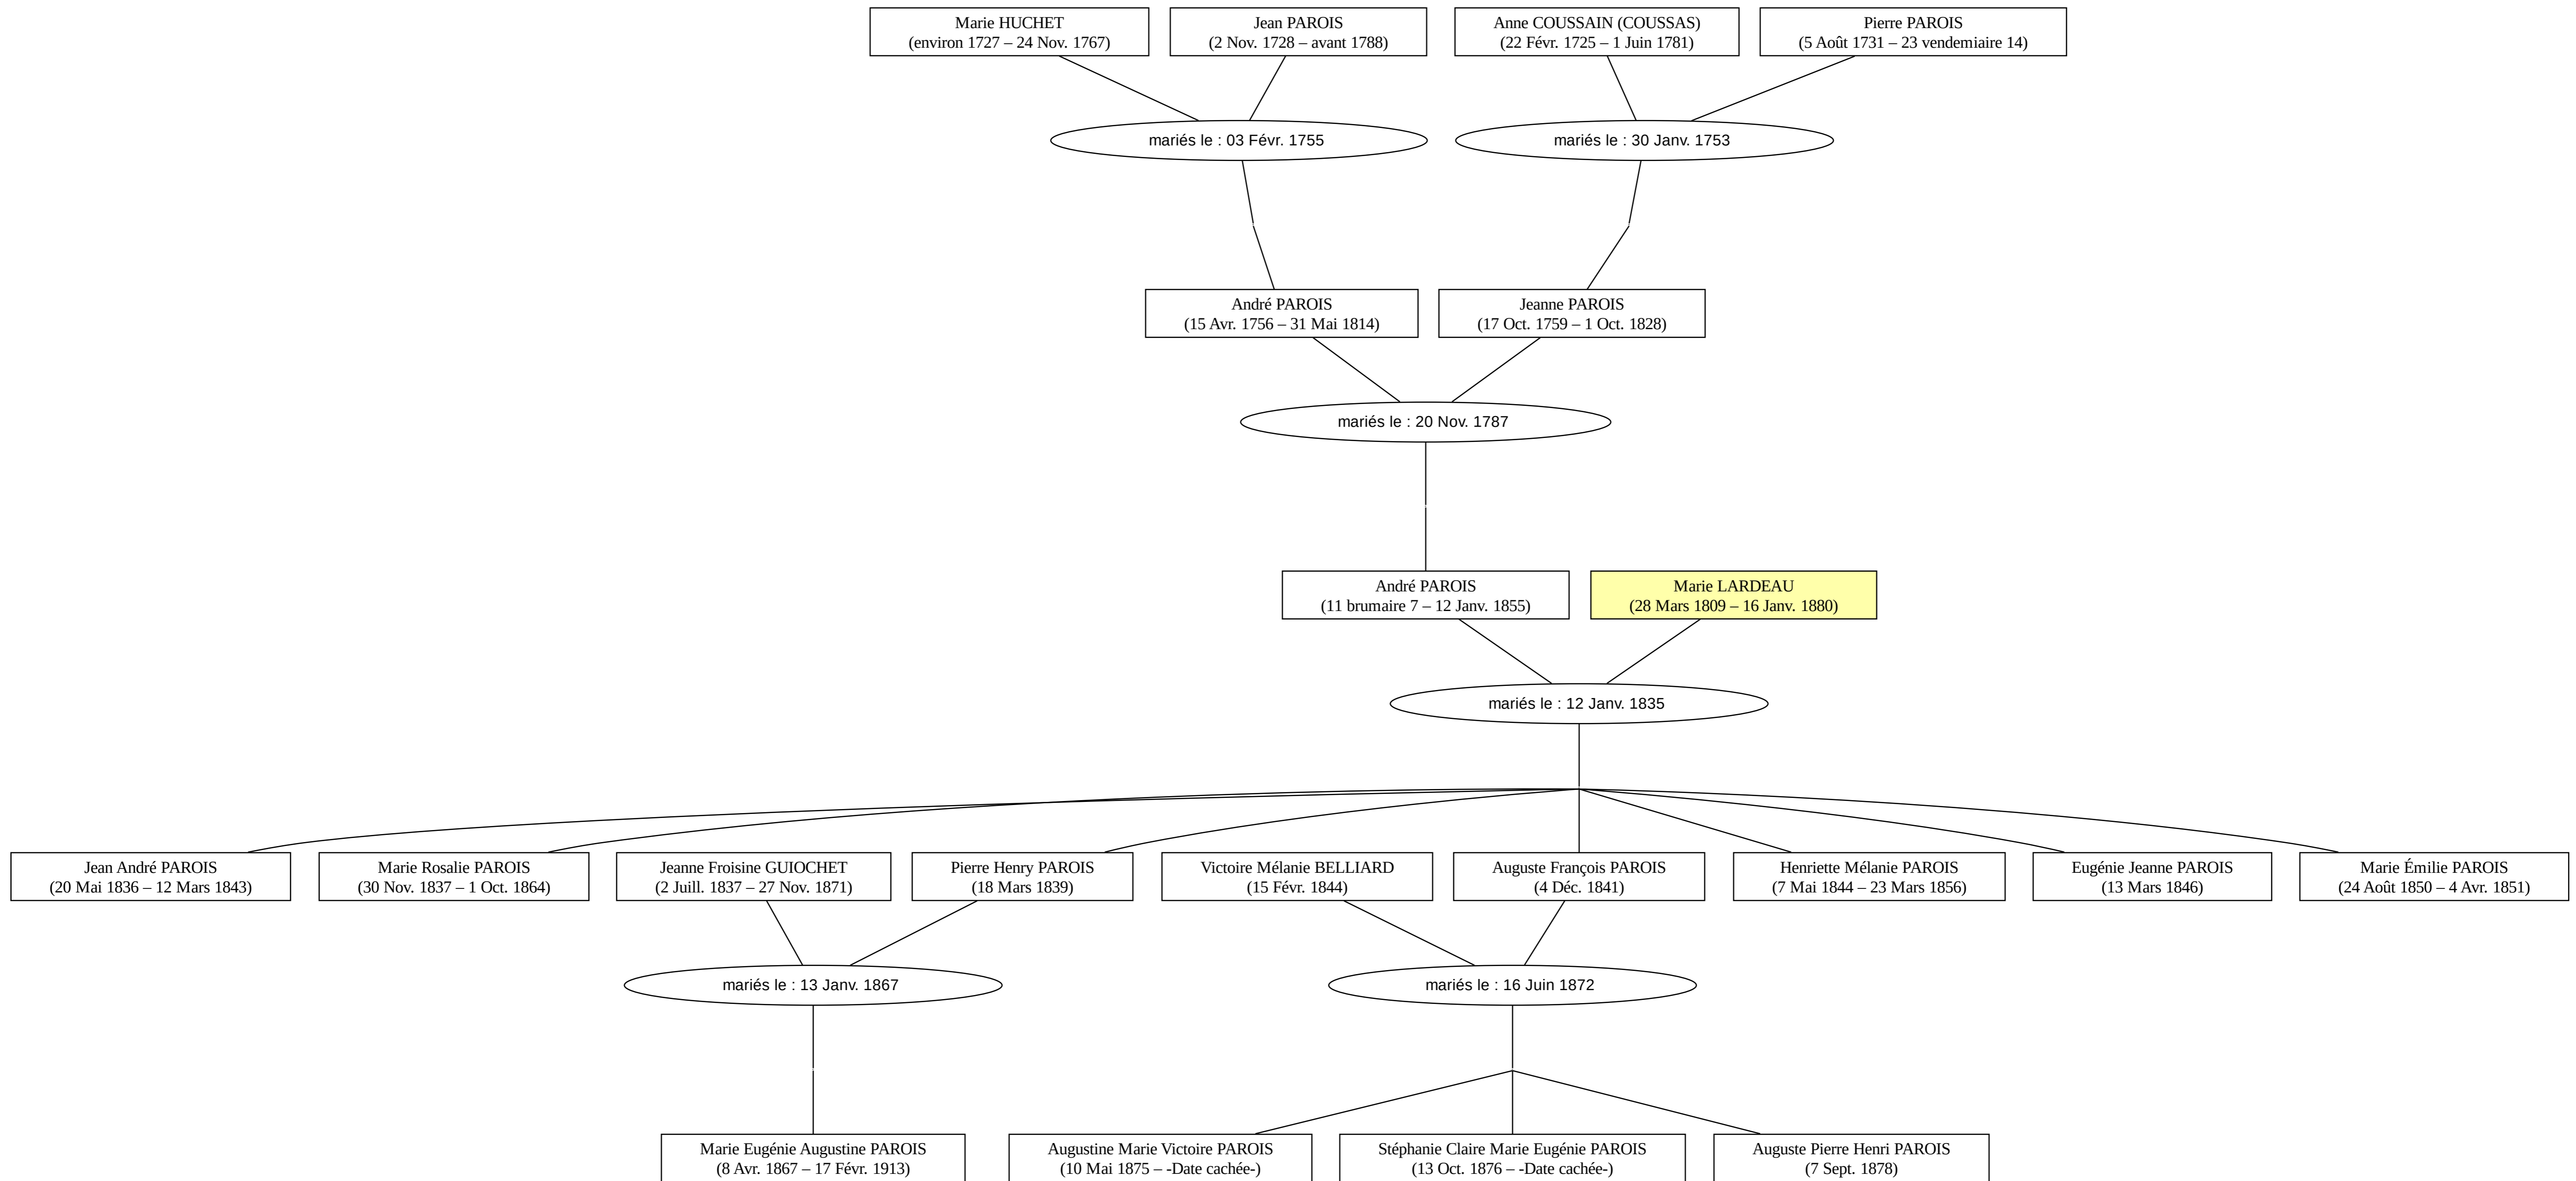 Marie HUCHET
(environ 1727 – 24 Nov. 1767)
Jean PAROIS
(2 Nov. 1728 – avant 1788)
Anne COUSSAIN (COUSSAS)
(22 Févr. 1725 – 1 Juin 1781)
Pierre PAROIS
(5 Août 1731 – 23 vendemiaire 14)
mariés le : 03 Févr. 1755
mariés le : 30 Janv. 1753
André PAROIS
(15 Avr. 1756 – 31 Mai 1814)
Jeanne PAROIS
(17 Oct. 1759 – 1 Oct. 1828)
mariés le : 20 Nov. 1787
André PAROIS
(11 brumaire 7 – 12 Janv. 1855)
Marie LARDEAU
(28 Mars 1809 – 16 Janv. 1880)
mariés le : 12 Janv. 1835
Jean André PAROIS
(20 Mai 1836 – 12 Mars 1843)
Marie Rosalie PAROIS
(30 Nov. 1837 – 1 Oct. 1864)
Jeanne Froisine GUIOCHET
(2 Juill. 1837 – 27 Nov. 1871)
Pierre Henry PAROIS
(18 Mars 1839)
Victoire Mélanie BELLIARD
(15 Févr. 1844)
Auguste François PAROIS
(4 Déc. 1841)
Henriette Mélanie PAROIS
(7 Mai 1844 – 23 Mars 1856)
Eugénie Jeanne PAROIS
(13 Mars 1846)
Marie Émilie PAROIS
(24 Août 1850 – 4 Avr. 1851)
mariés le : 13 Janv. 1867
mariés le : 16 Juin 1872
Marie Eugénie Augustine PAROIS
(8 Avr. 1867 – 17 Févr. 1913)
Augustine Marie Victoire PAROIS
(10 Mai 1875 – -Date cachée-)
Stéphanie Claire Marie Eugénie PAROIS
(13 Oct. 1876 – -Date cachée-)
Auguste Pierre Henri PAROIS
(7 Sept. 1878)